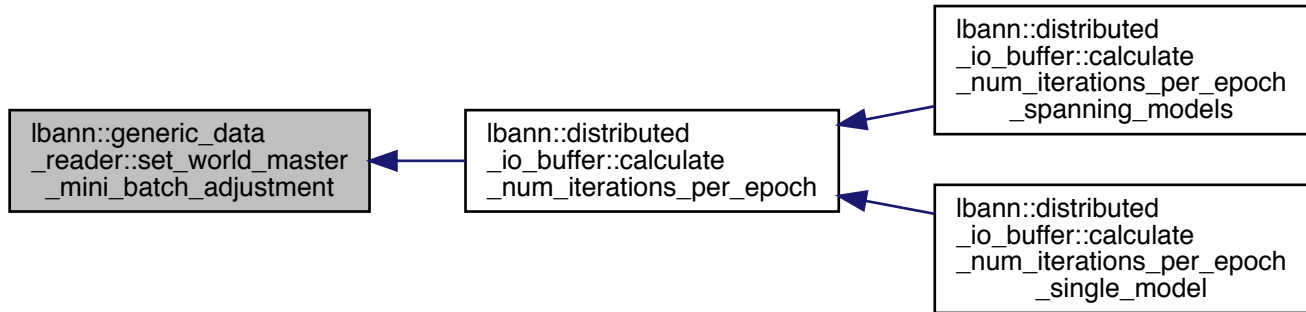 lbann::generic_data
_reader::set_world_master
_mini_batch_adjustment
lbann::distributed
_io_buffer::calculate
_num_iterations_per_epoch
lbann::distributed
_io_buffer::calculate
_num_iterations_per_epoch
_spanning_models
lbann::distributed
_io_buffer::calculate
_num_iterations_per_epoch
_single_model